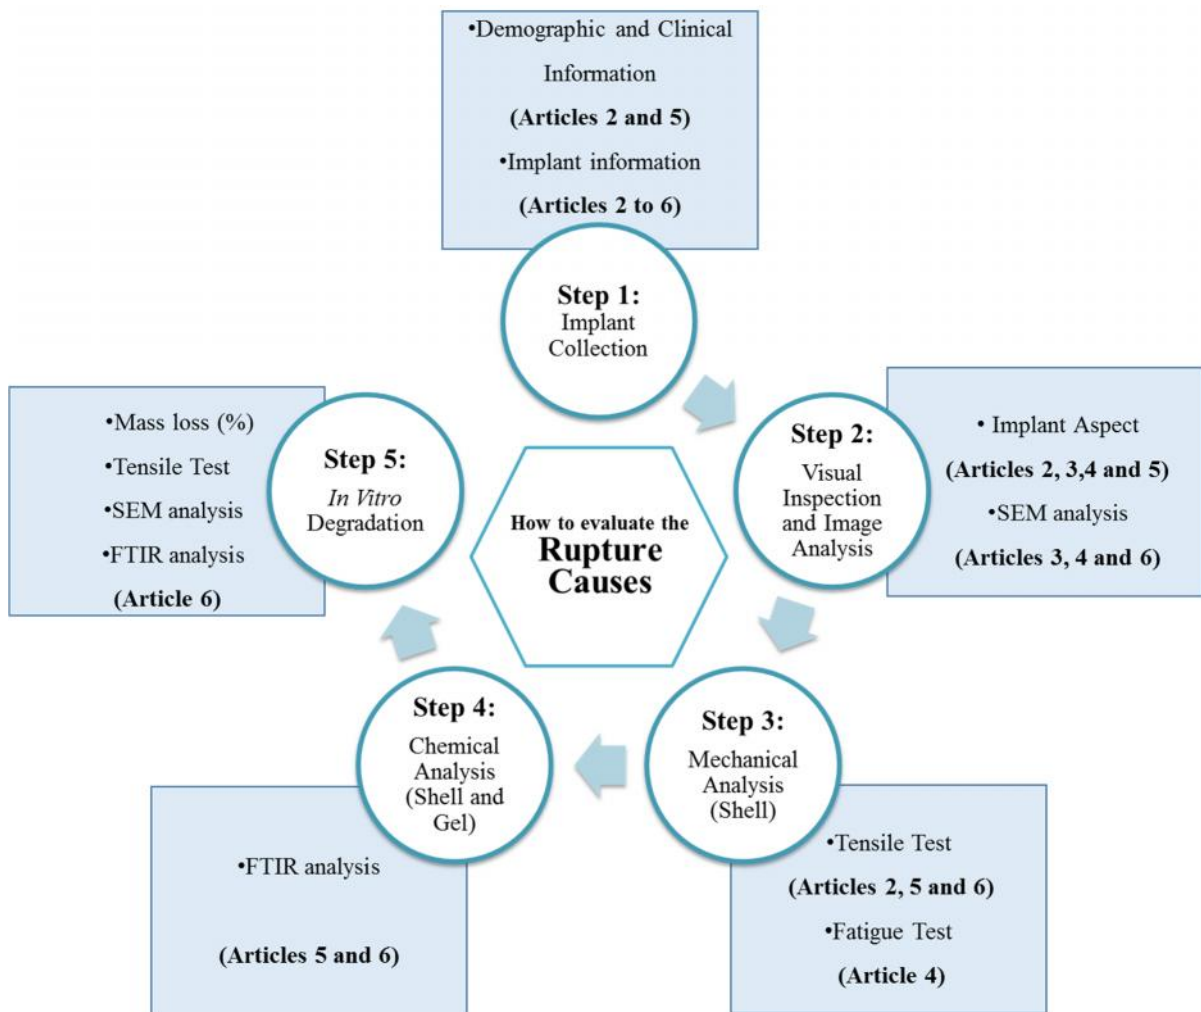 •Demographic and Clinical
Information
(Articles 2 and 5)
•Implant information
(Articles 2 to 6)
Step 1:
Implant
Collection
Step 2:
Visual
Inspection
and Image
Analysis
• Implant Aspect
(Articles 2, 3,4 and 5)
•SEM analysis
(Articles 3, 4 and 6)
Step 3:
Mechanical
Analysis
(Shell)
•Tensile Test
(Articles 2, 5 and 6)
•Fatigue Test
(Article 4)
Step 4:
Chemical
Analysis
(Shell and
Gel)
•FTIR analysis
(Articles 5 and 6)
Step 5:
In Vitro
Degradation
•Mass loss (%)
•Tensile Test
•SEM analysis
•FTIR analysis
(Article 6)
How to evaluate the
Rupture
Causes